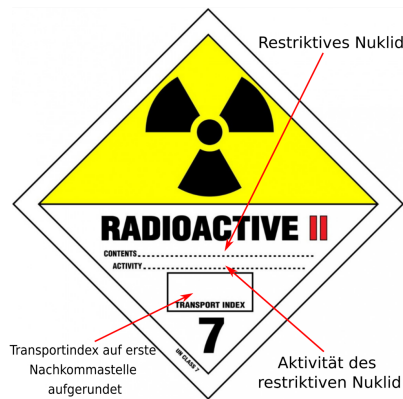 Restriktives Nuklid
RADIOACTIVE II
CONTENTS
ACTIVITY
TRANSPORT INDEX
7
UN CLASS 7
Transportindex auf erste
Nachkommastelle
aufgerundet
Aktivität des
restriktiven Nuklid